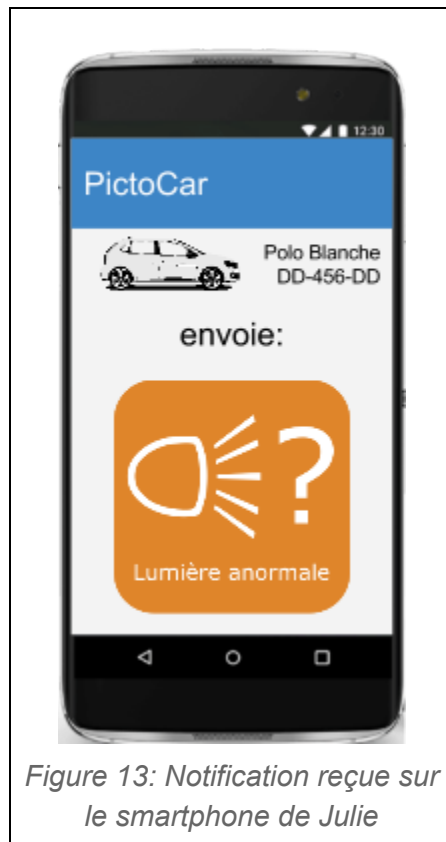 12:30
PictoCar
Polo Blanche
DD-456-DD
envoie:
?
Lumière anormale
Figure 13: Notification reçue sur
le smartphone de Julie